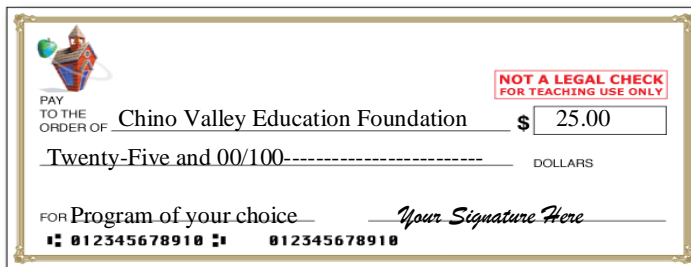 NOT A LEGAL CHECK
FOR TEACHING USE ONLY
PAY
TO THE
ORDER OF Chino Valley Education Foundation $ 25.00
Twenty-Five and 00/100------------------------- DOLLARS
FOR Program of your choice Your Signature Here
⑆ 012345678910 ⑆ 012345678910